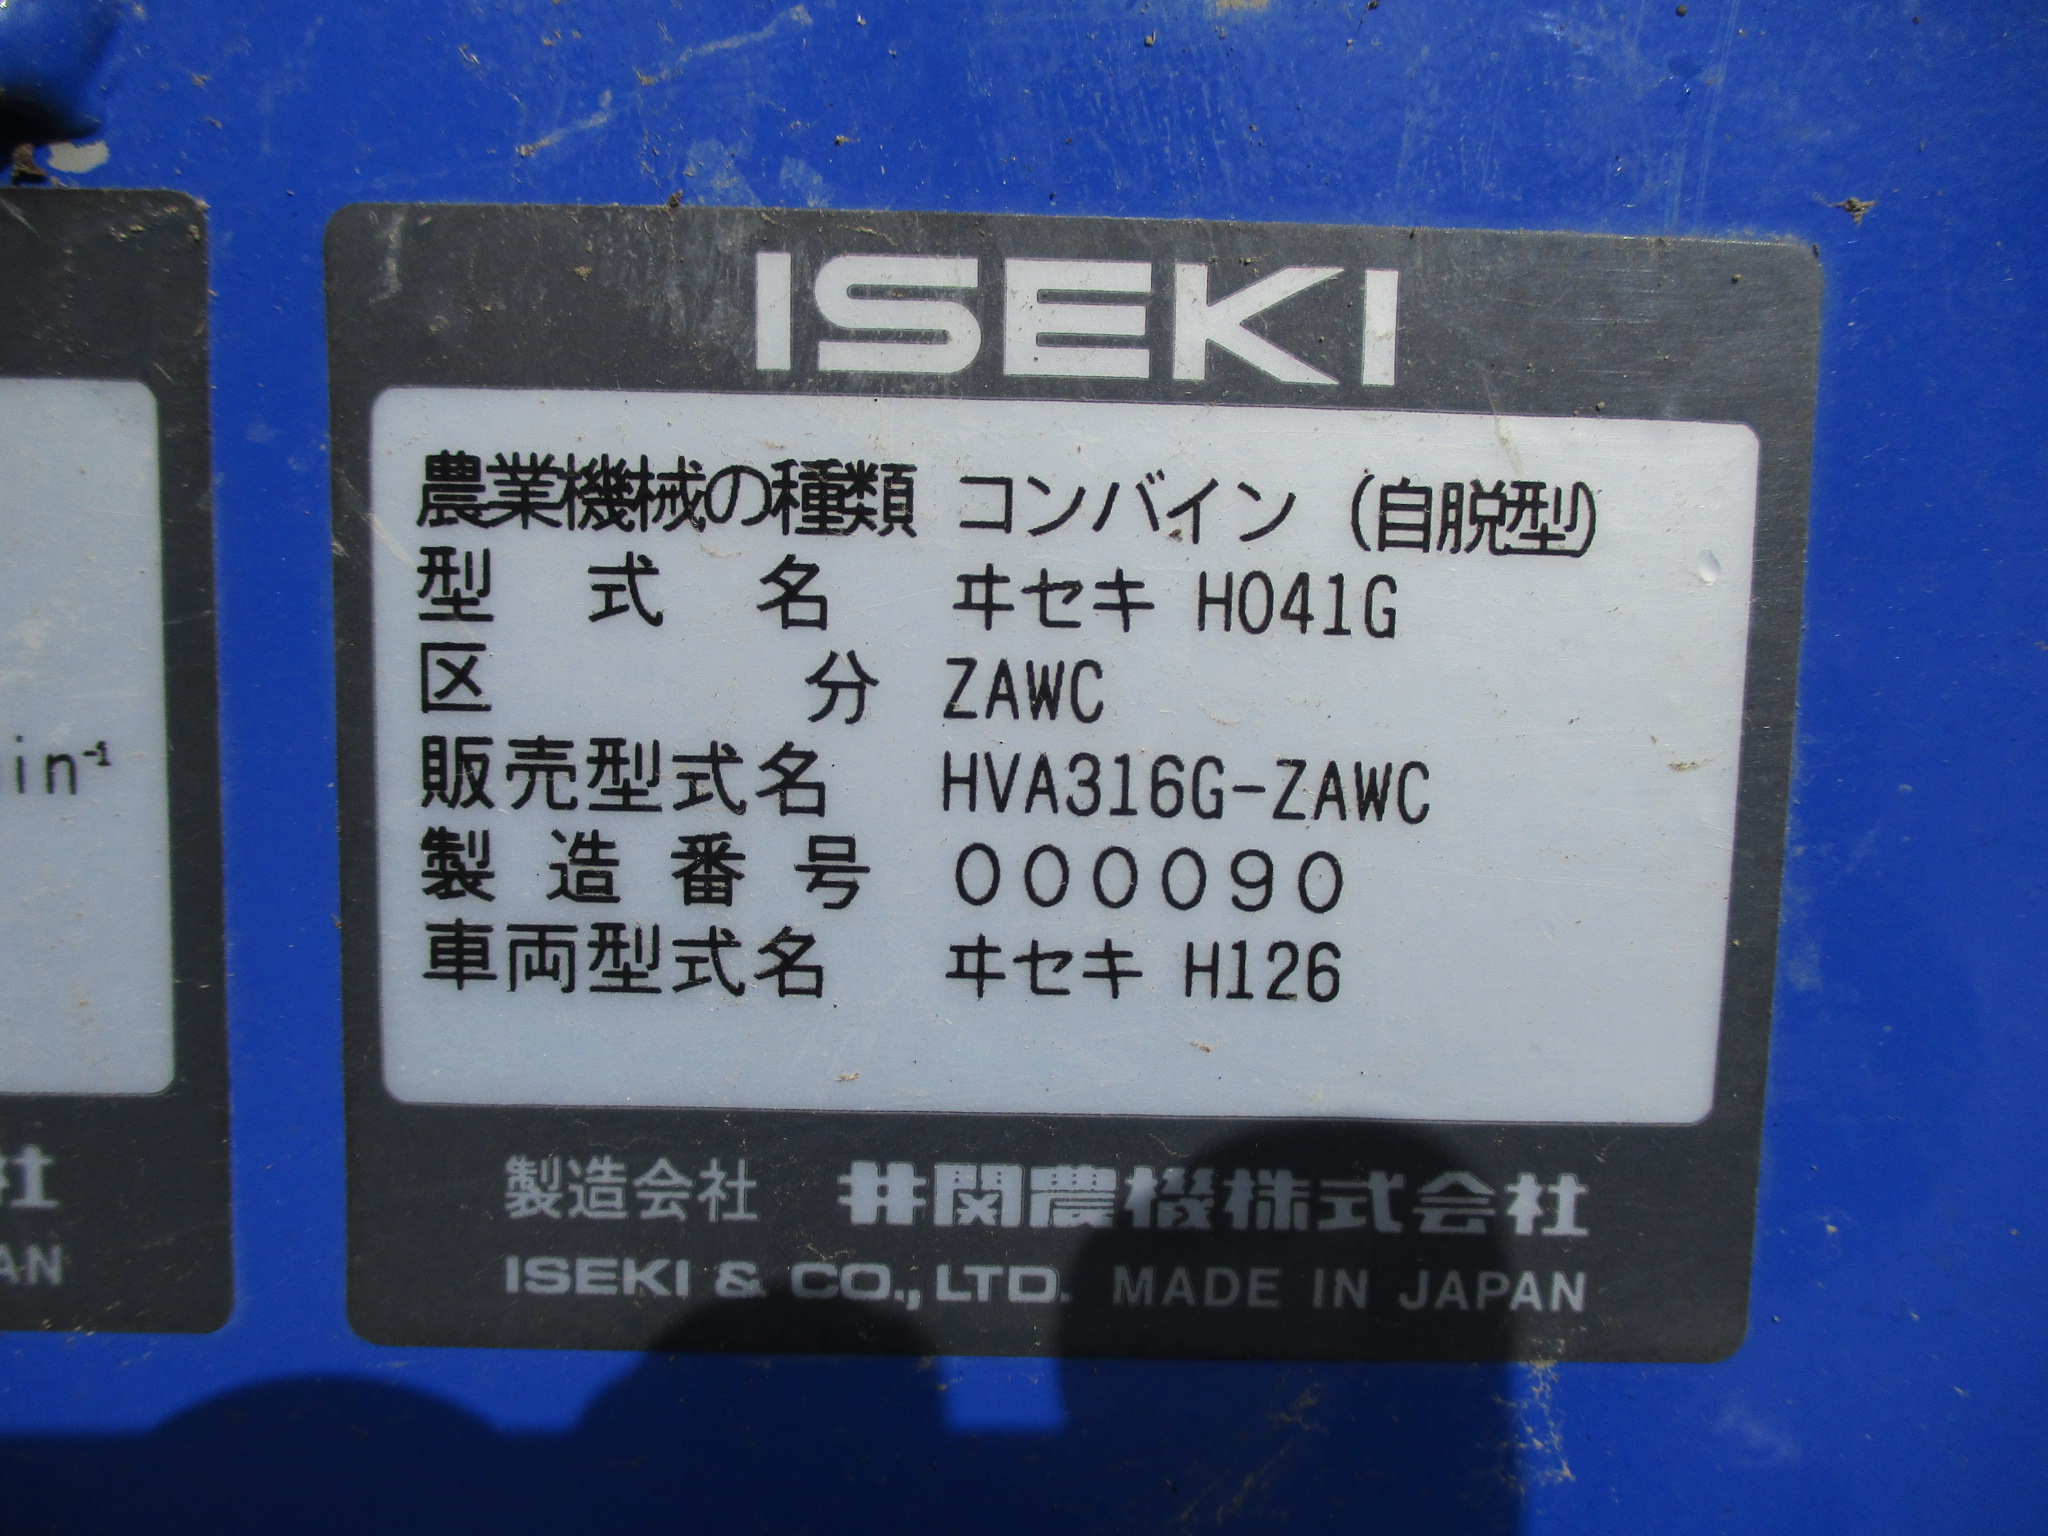 in⁻¹
社
AN
ISEKI
農業機械の種類 コンバイン (自脱型)
型式名 ヰセキ H041G
区分 ZAWC
販売型式名 HVA316G-ZAWC
製造番号 000090
車両型式名 ヰセキ H126
製造会社 井関農機株式会社
ISEKI & CO., LTD. MADE IN JAPAN